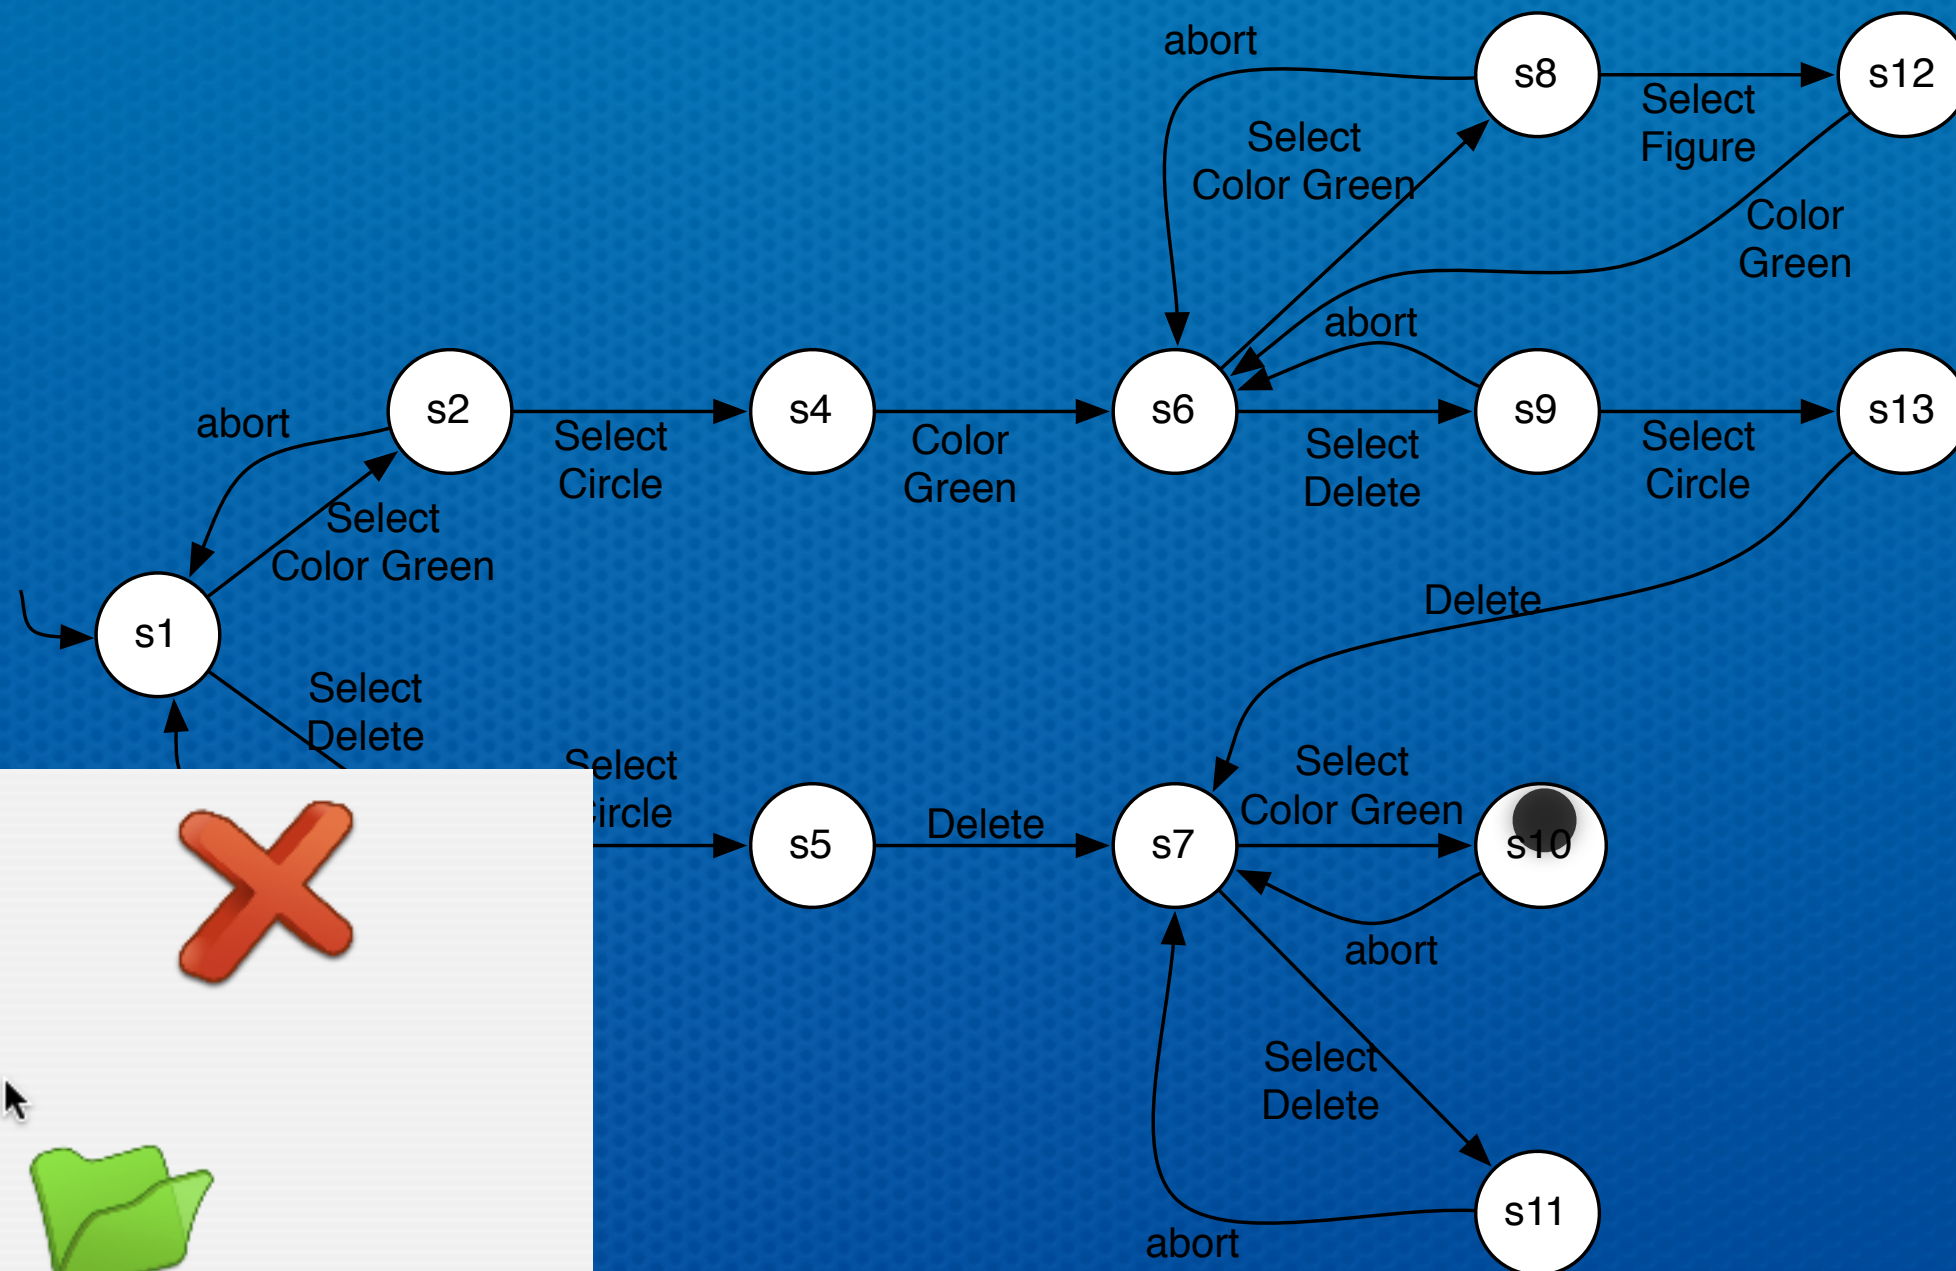 abort
s8
s12
Select
Figure
Select
Color Green
Color
Green
abort
s2
s4
s6
s9
s13
abort
Select
Circle
Color
Green
Select
Delete
Select
Circle
Select
Color Green
Delete
s1
Select
Delete
Select
Circle
s5
Delete
s7
Select
Color Green
s10
abort
Select
Delete
s11
abort